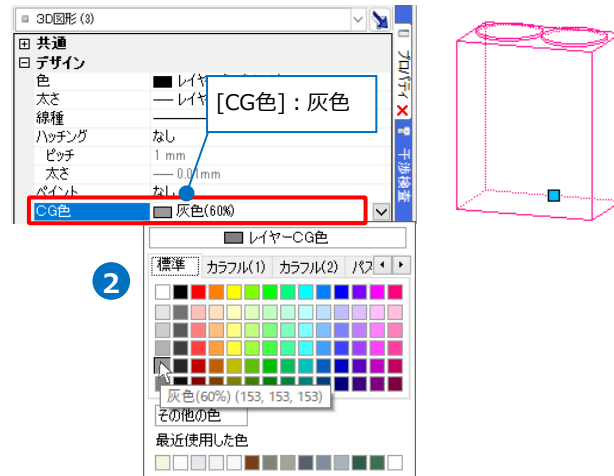 3D図形 (3)
共通
デザイン
色
太さ
線種
ハッチング なし
ピッチ 1 mm
太さ 0.01mm
ペイント なし
CG色 灰色(60%)
[CG色]：灰色
プロパティ
干渉検査
レイヤーCG色
標準 カラフル(1) カラフル(2) パス
2
灰色(60%) (153, 153, 153)
その他の色
最近使用した色